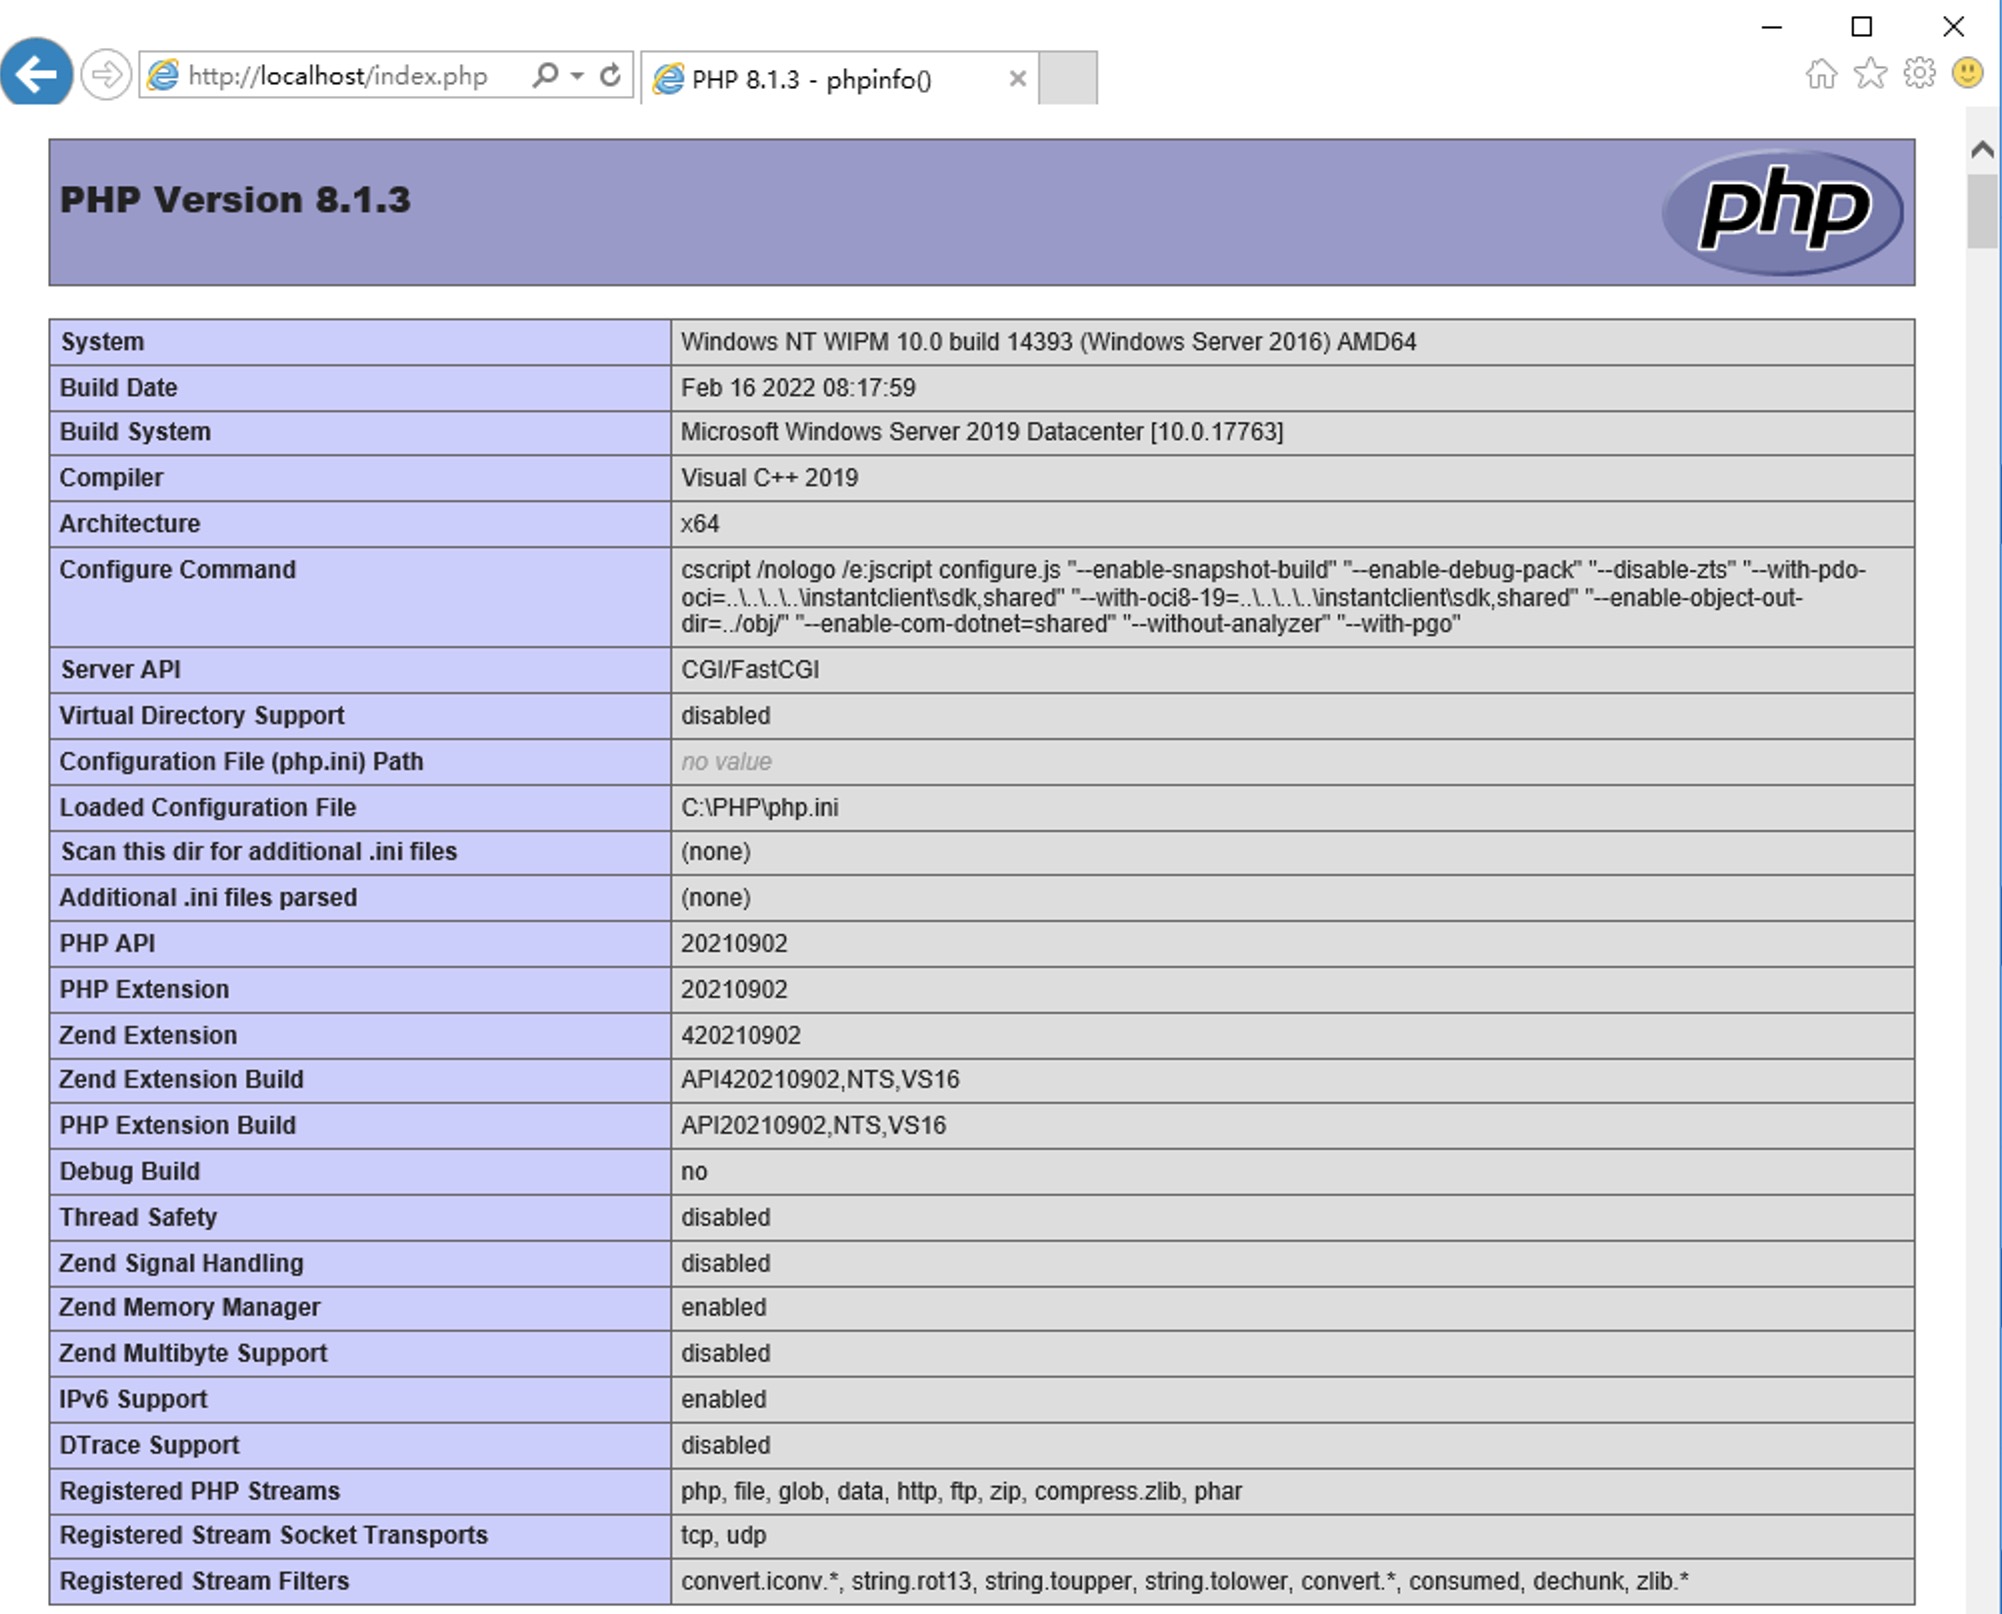 http://localhost/index.php
PHP 8.1.3 - phpinfo()
PHP Version 8.1.3
php
System Windows NT WIPM 10.0 build 14393 (Windows Server 2016) AMD64
Build Date Feb 16 2022 08:17:59
Build System Microsoft Windows Server 2019 Datacenter [10.0.17763]
Compiler Visual C++ 2019
Architecture x64
Configure Command cscript /nologo /e:jscript configure.js "--enable-snapshot-build" "--enable-debug-pack" "--disable-zts" "--with-pdo-
oci=..\..\..\..\instantclient\sdk,shared" "--with-oci8-19=..\..\..\..\instantclient\sdk,shared" "--enable-object-out-
dir=../obj/" "--enable-com-dotnet=shared" "--without-analyzer" "--with-pgo"
Server API CGI/FastCGI
Virtual Directory Support disabled
Configuration File (php.ini) Path no value
Loaded Configuration File C:\PHP\php.ini
Scan this dir for additional .ini files (none)
Additional .ini files parsed (none)
PHP API 20210902
PHP Extension 20210902
Zend Extension 420210902
Zend Extension Build API420210902,NTS,VS16
PHP Extension Build API20210902,NTS,VS16
Debug Build no
Thread Safety disabled
Zend Signal Handling disabled
Zend Memory Manager enabled
Zend Multibyte Support disabled
IPv6 Support enabled
DTrace Support disabled
Registered PHP Streams php, file, glob, data, http, ftp, zip, compress.zlib, phar
Registered Stream Socket Transports tcp, udp
Registered Stream Filters convert.iconv.*, string.rot13, string.toupper, string.tolower, convert.*, consumed, dechunk, zlib.*